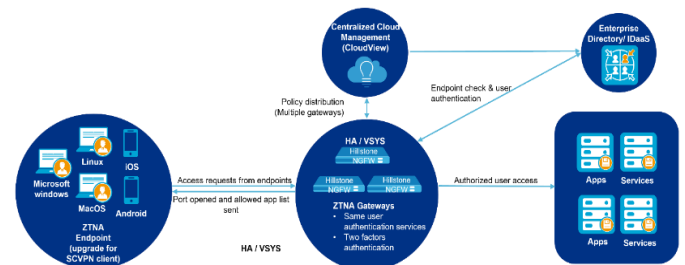 Centralized Cloud
Management
(CloudView)
Enterprise
Directory/ IDaaS
Endpoint check & user
authentication
Policy distribution
(Multiple gateways)
HA / VSYS
Hillstone
NGFW
Hillstone
NGFW
Hillstone
NGFW
ZTNA Gateways
• Same user
authentication services
• Two factors
authentication
Linux
iOS
Microsoft
windows
MacOS
Android
ZTNA
Endpoint
(upgrade for
SCVPN client)
Access requests from endpoints
Port opened and allowed app list
sent
HA / VSYS
Authorized user access
Apps
Services
Apps
Services